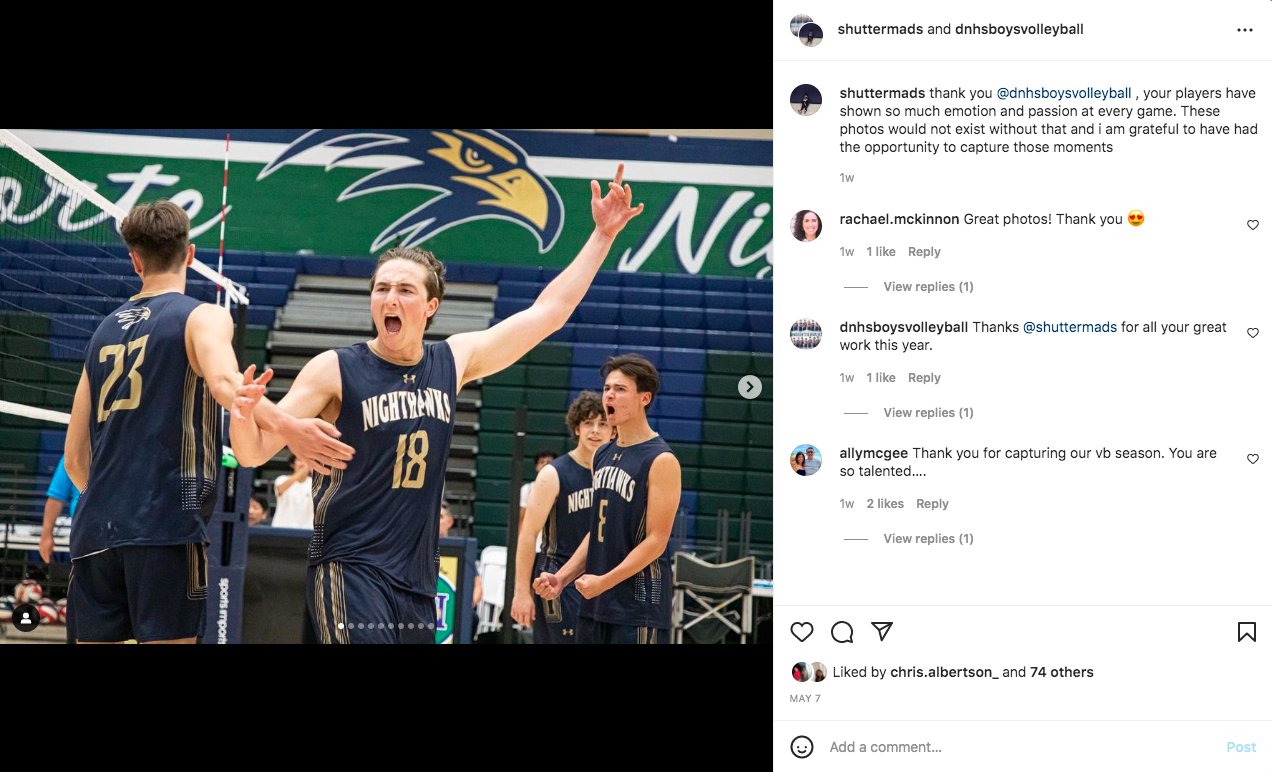 shuttermads and dnhsboysvolleyball
shuttermads thank you @dnhsboysvolleyball , your players have
shown so much emotion and passion at every game. These
photos would not exist without that and i am grateful to have had
the opportunity to capture those moments
1w
rachael.mckinnon Great photos! Thank you 😍
1w 1 like Reply
View replies (1)
dnhsboysvolleyball Thanks @shuttermads for all your great
work this year.
1w 1 like Reply
View replies (1)
allymcgee Thank you for capturing our vb season. You are
so talented....
1w 2 likes Reply
View replies (1)
Liked by chris.albertson_ and 74 others
MAY 7
Add a comment...
Post
orte
Ni
23
NIGHTHAWKS
18
NIGHT
NIGHTHAWKS
sports imports